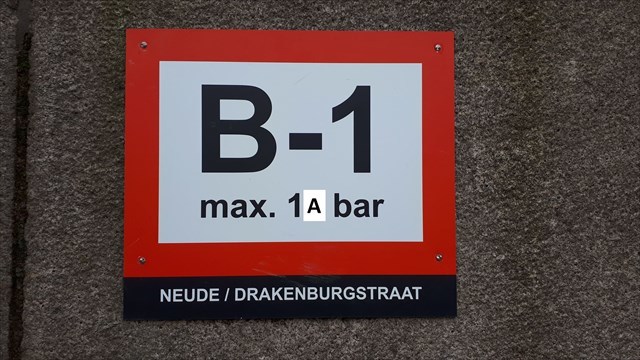 B-1
max. 1A bar
NEUDE / DRAKENBURGSTRAAT